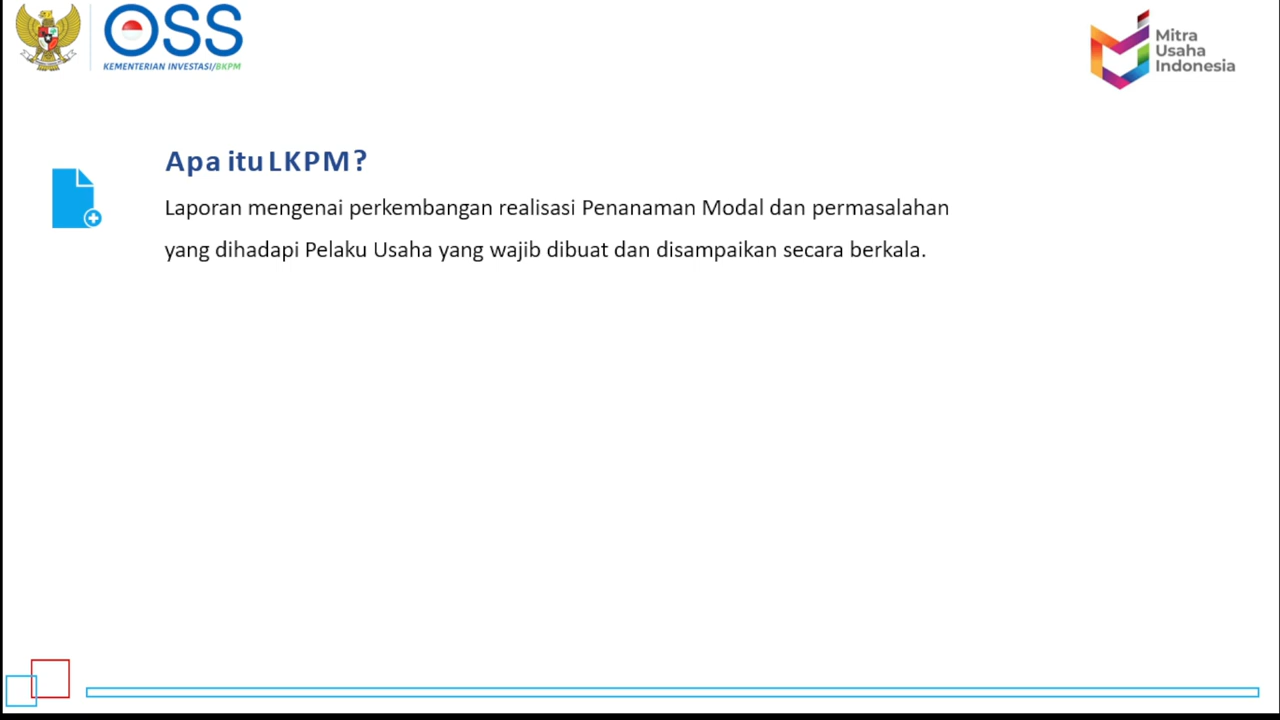 OSS
KEMENTERIAN INVESTASI/BKPM
Mitra
Usaha
Indonesia
Apa itu LKPM?
Laporan mengenai perkembangan realisasi Penanaman Modal dan permasalahan
yang dihadapi Pelaku Usaha yang wajib dibuat dan disampaikan secara berkala.